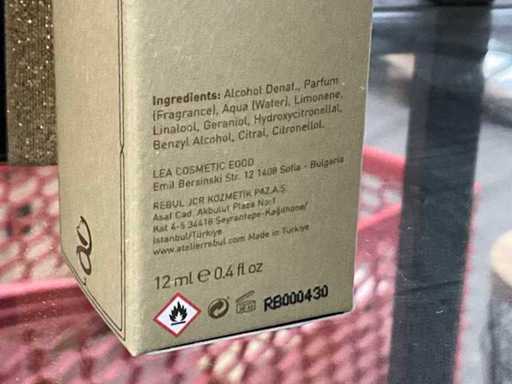 Ingredients: Alcohol Denat., Parfum
(Fragrance), Aqua (Water), Limonene,
Linalool, Geraniol, Hydroxycitronellal,
Benzyl Alcohol, Citral, Citronellol.
LEA COSMETIC EOOD
Emil Bersinski Str. 12 1408 Sofia - Bulgaria
REBUL JCR KOZMETİK PAZ.A.Ş.
Asaf Cad. Akbulut Plaza No:1
Kat 4-5 34418 Seyrantepe-Kağıthane/
İstanbul/Türkiye
www.atelierrebul.com Made in Türkiye
12 ml e 0.4 fl oz
RB000430